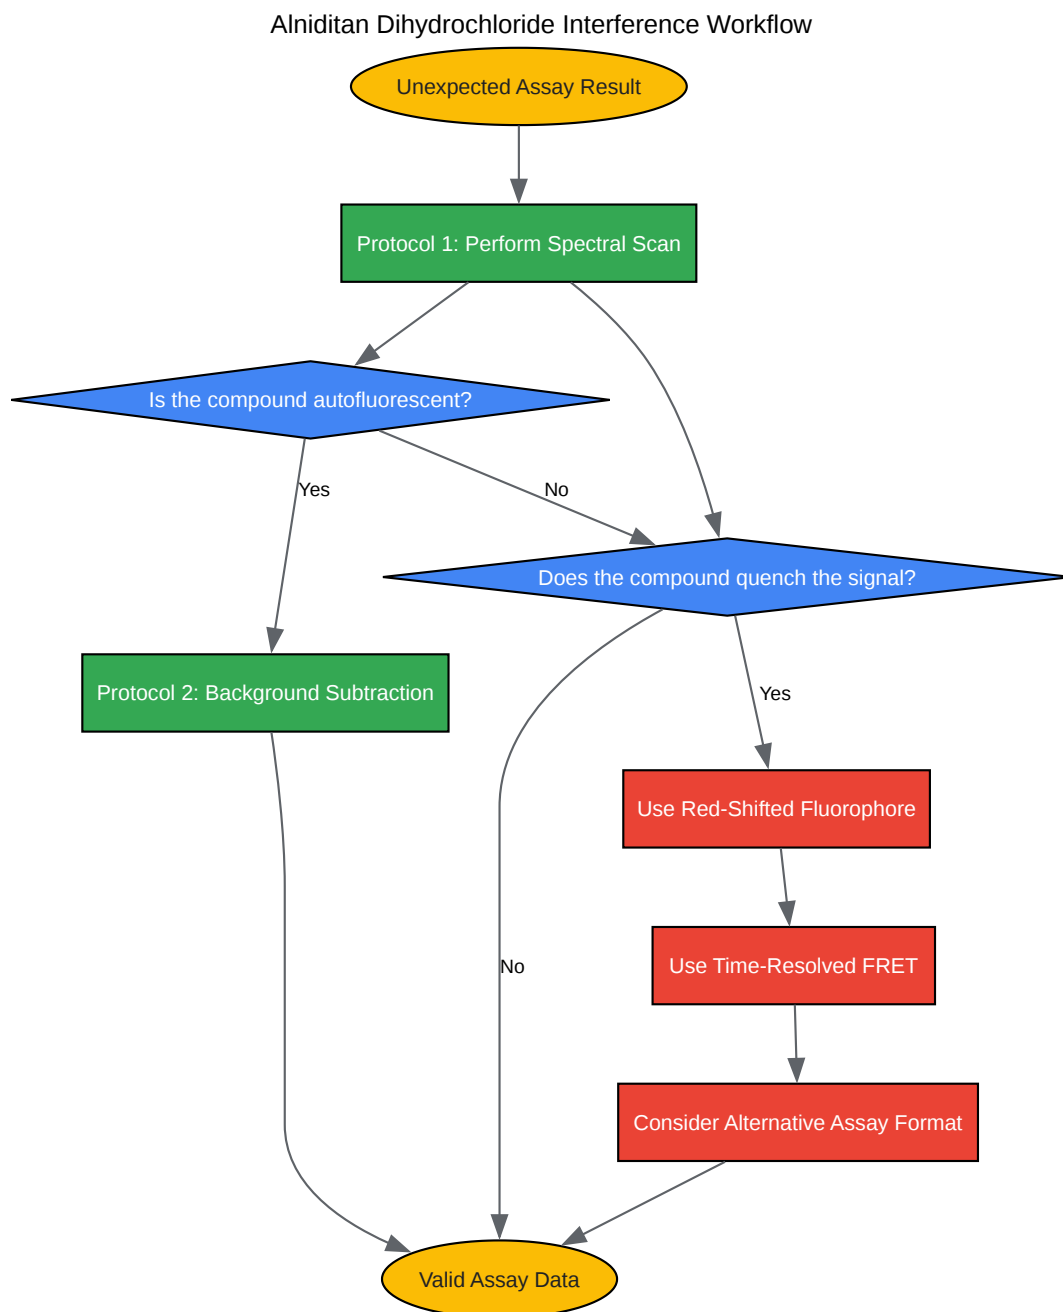 Alniditan Dihydrochloride Interference Workflow
Unexpected Assay Result
Protocol 1: Perform Spectral Scan
Is the compound autofluorescent?
Yes
No
Does the compound quench the signal?
Protocol 2: Background Subtraction
Yes
Use Red-Shifted Fluorophore
No
Use Time-Resolved FRET
Consider Alternative Assay Format
Valid Assay Data